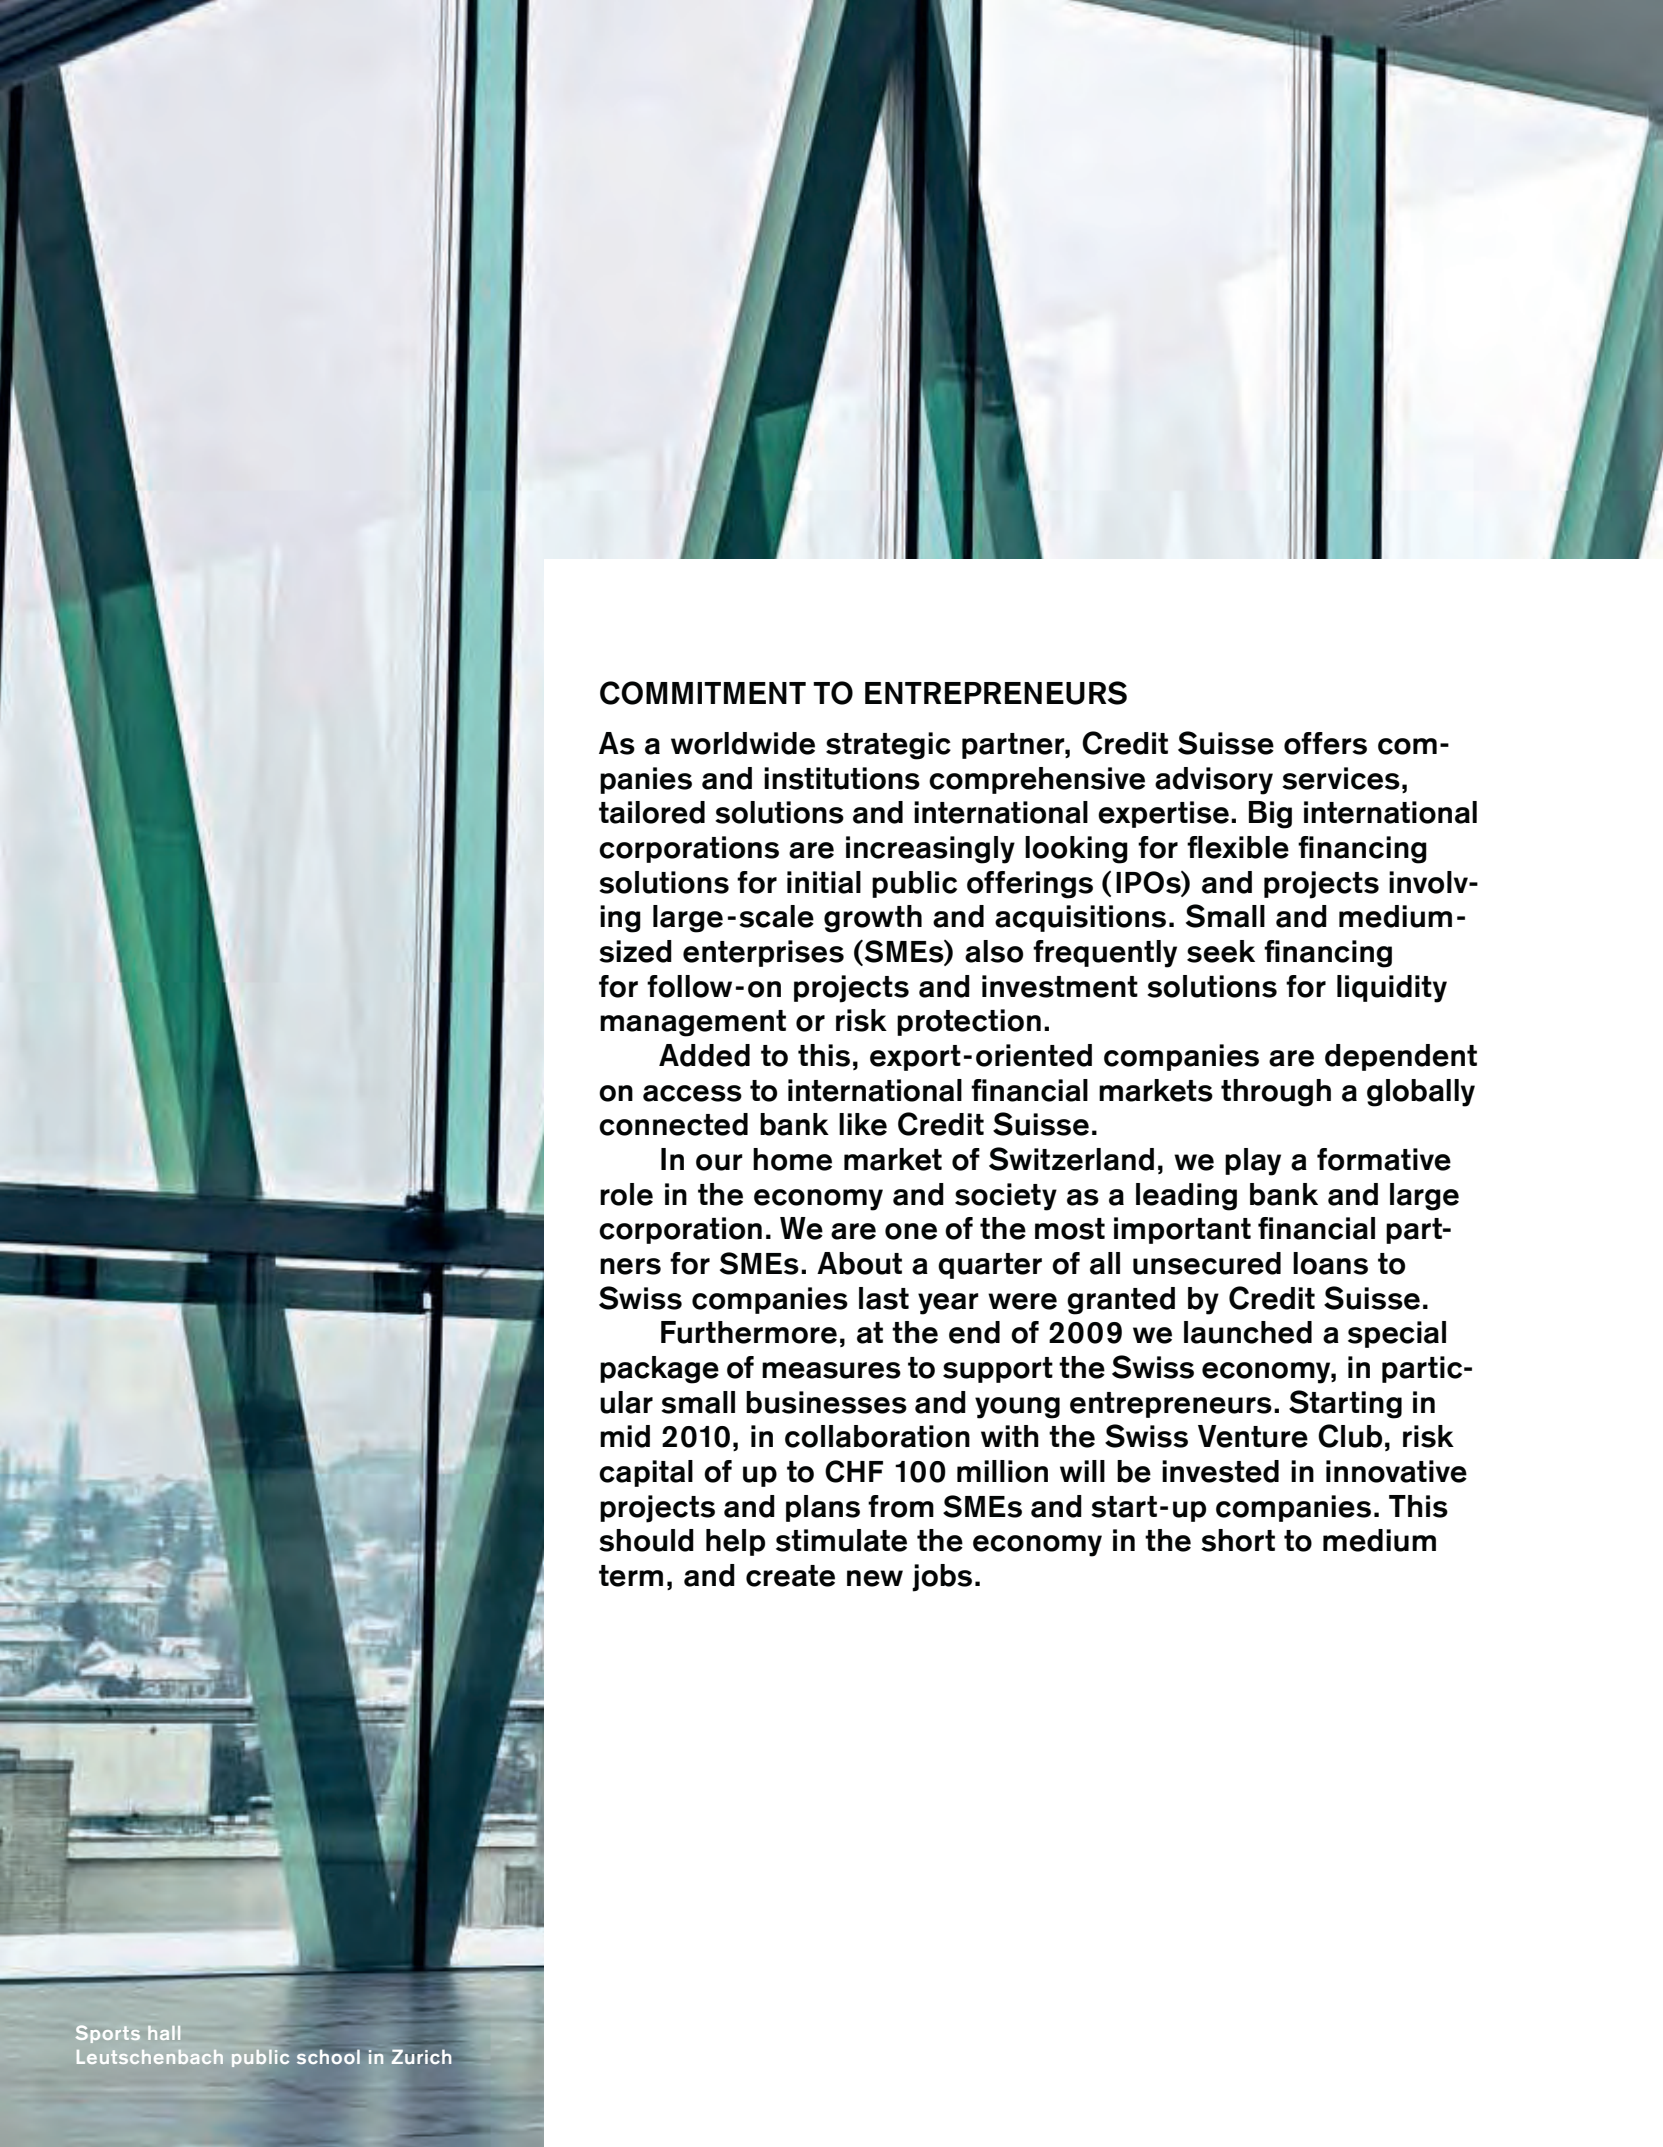 COMMITMENT TO ENTREPRENEURS
As a worldwide strategic partner, Credit Suisse offers com-
panies and institutions comprehensive advisory services,
tailored solutions and international expertise. Big international
corporations are increasingly looking for flexible financing
solutions for initial public offerings (IPOs) and projects involv-
ing large-scale growth and acquisitions. Small and medium-
sized enterprises (SMEs) also frequently seek financing
for follow-on projects and investment solutions for liquidity
management or risk protection.
Added to this, export-oriented companies are dependent
on access to international financial markets through a globally
connected bank like Credit Suisse.
In our home market of Switzerland, we play a formative
role in the economy and society as a leading bank and large
corporation. We are one of the most important financial part-
ners for SMEs. About a quarter of all unsecured loans to
Swiss companies last year were granted by Credit Suisse.
Furthermore, at the end of 2009 we launched a special
package of measures to support the Swiss economy, in partic-
ular small businesses and young entrepreneurs. Starting in
mid 2010, in collaboration with the Swiss Venture Club, risk
capital of up to CHF 100 million will be invested in innovative
projects and plans from SMEs and start-up companies. This
should help stimulate the economy in the short to medium
term, and create new jobs.
Sports hall
Leutschenbach public school in Zurich